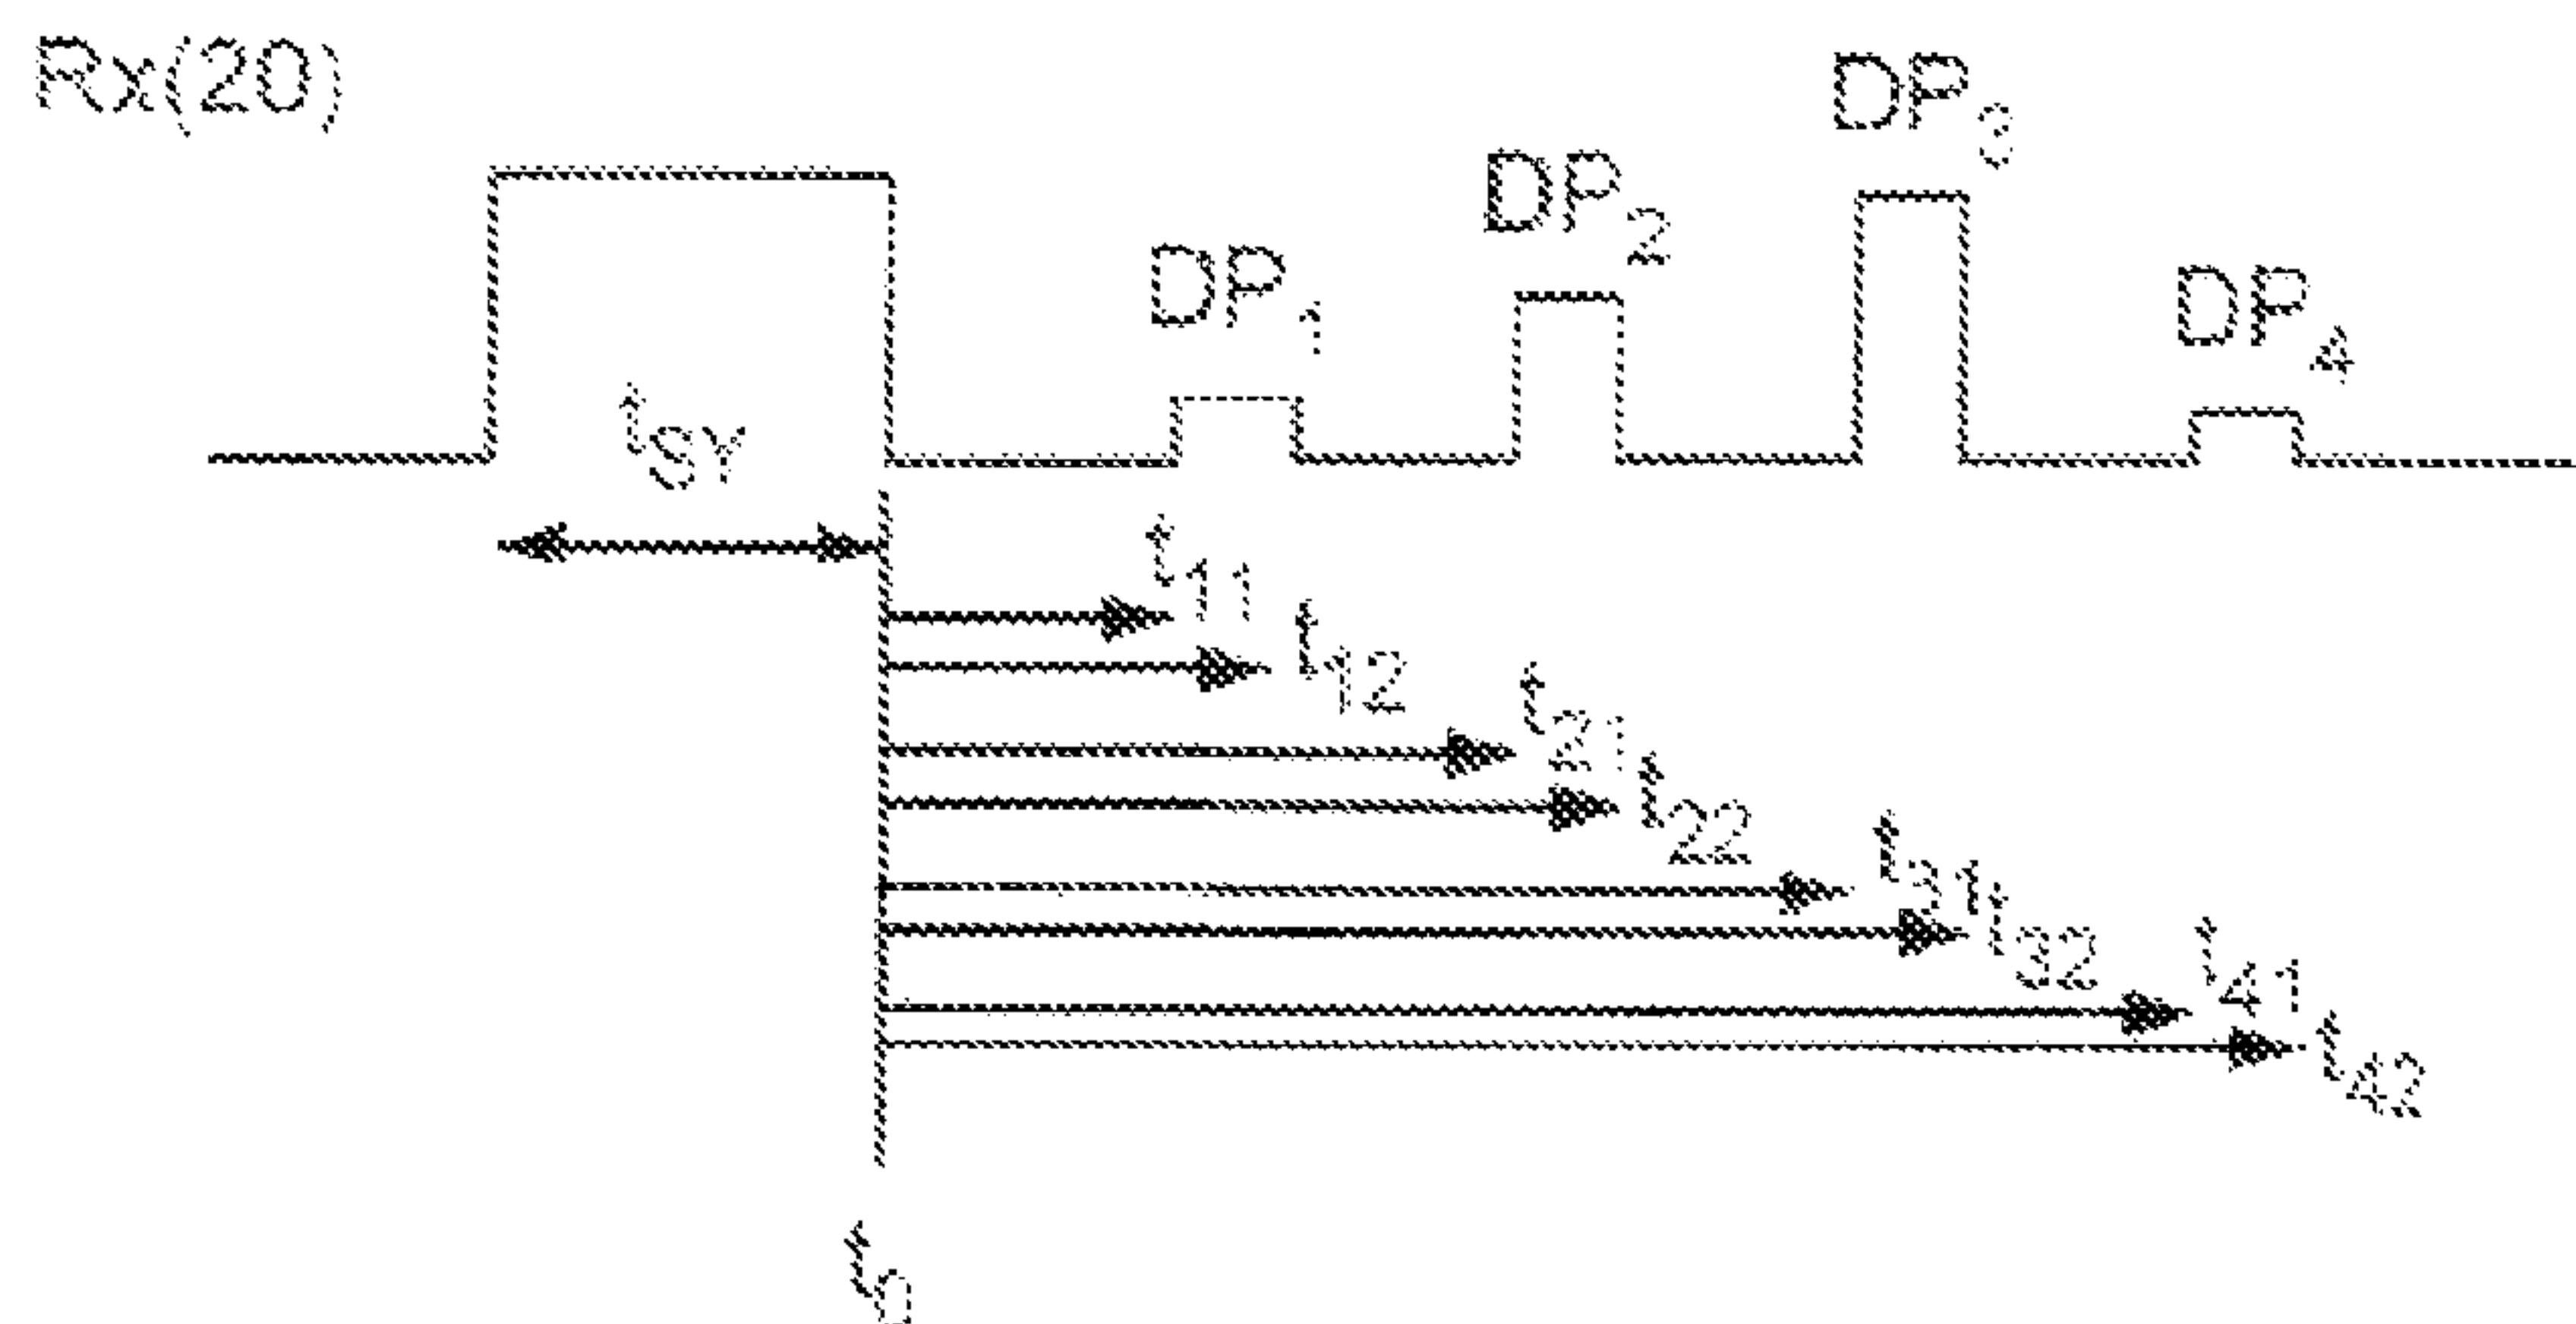 Rx(20)
DP3
DP2
DP1
DP4
tSY
t11
t12
t21
t22
t31
t32
t41
t42
t0